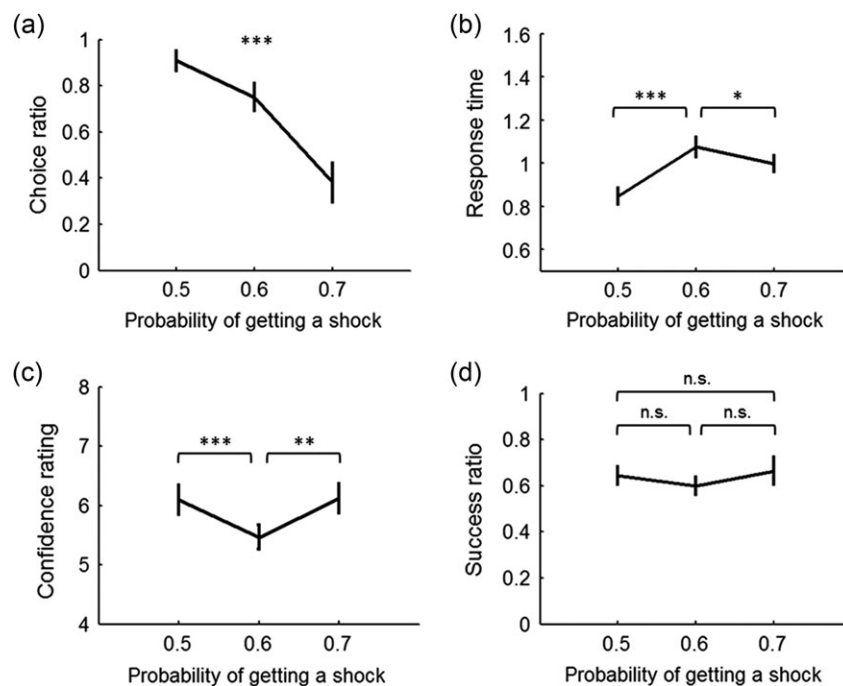 (a)
***
1
0.8
0.6
0.4
0.2
0
Choice ratio
0.5 0.6 0.7
Probability of getting a shock
(b)
1.6
1.4
1.2
1
0.8
0.6
Response time
*** *
0.5 0.6 0.7
Probability of getting a shock
(c)
8
7
6
5
4
Confidence rating
*** **
0.5 0.6 0.7
Probability of getting a shock
(d)
n.s.
n.s. n.s.
1
0.8
0.6
0.4
0.2
0
Success ratio
0.5 0.6 0.7
Probability of getting a shock